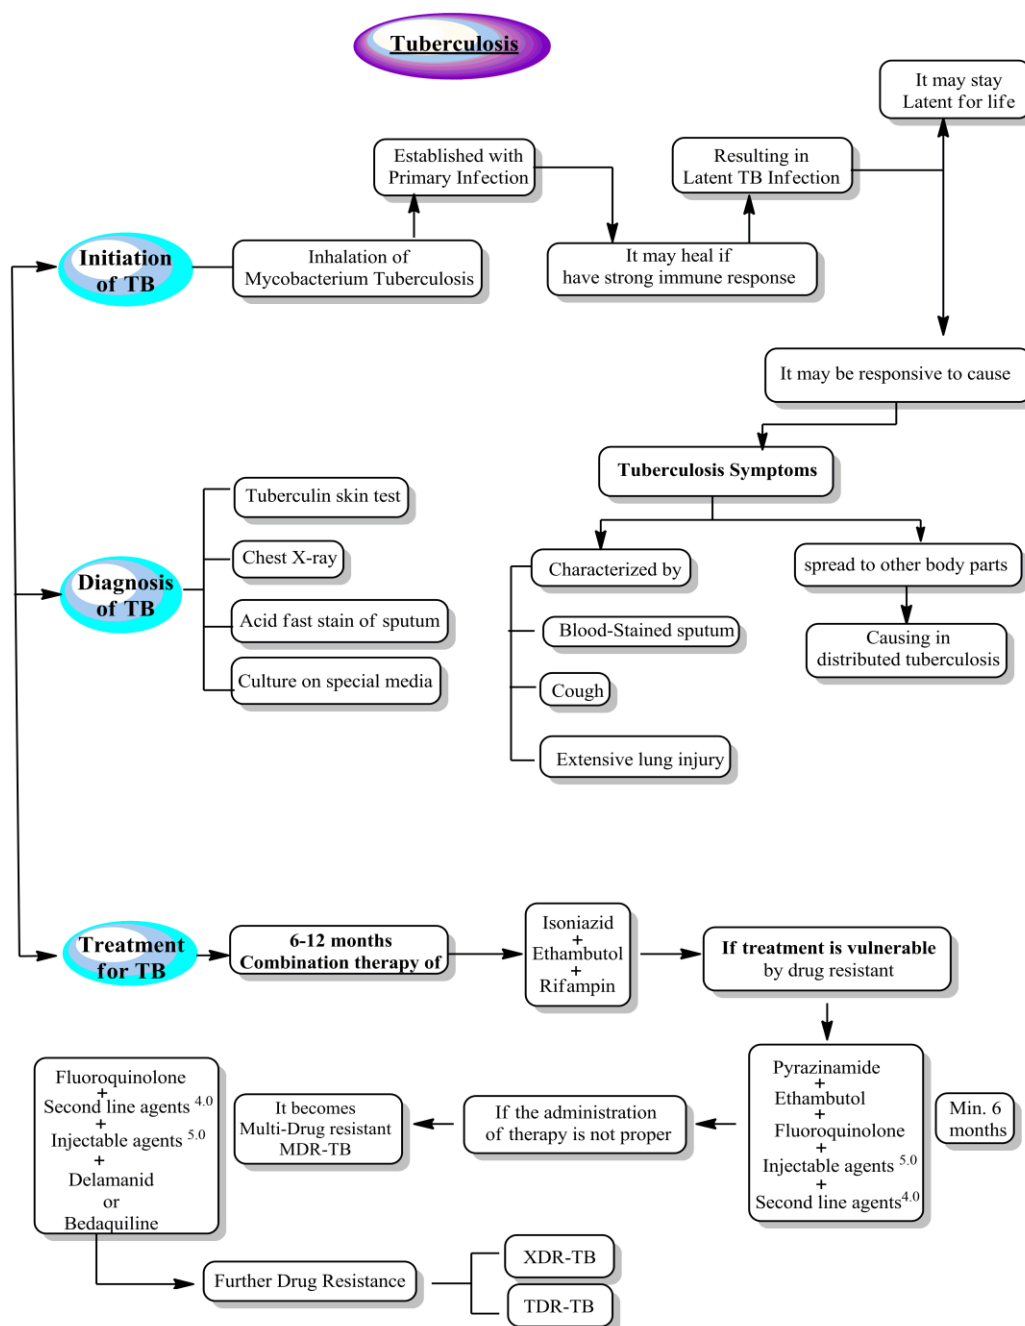 Tuberculosis
It may stay
Latent for life
Established with
Primary Infection
Resulting in
Latent TB Infection
Initiation
of TB
Inhalation of
Mycobacterium Tuberculosis
It may heal if
have strong immune response
It may be responsive to cause
Tuberculosis Symptoms
Characterized by
Blood-Stained sputum
Cough
Extensive lung injury
spread to other body parts
Causing in
distributed tuberculosis
Diagnosis
of TB
Tuberculin skin test
Chest X-ray
Acid fast stain of sputum
Culture on special media
Treatment
for TB
6-12 months
Combination therapy of
Isoniazid
+
Ethambutol
+
Rifampin
If treatment is vulnerable
by drug resistant
Pyrazinamide
+
Ethambutol
+
Fluoroquinolone
+
Injectable agents 5.0
+
Second line agents 4.0
Min. 6
months
If the administration
of therapy is not proper
It becomes
Multi-Drug resistant
MDR-TB
Fluoroquinolone
+
Second line agents 4.0
+
Injectable agents 5.0
+
Delamanid
or
Bedaquiline
Further Drug Resistance
XDR-TB
TDR-TB